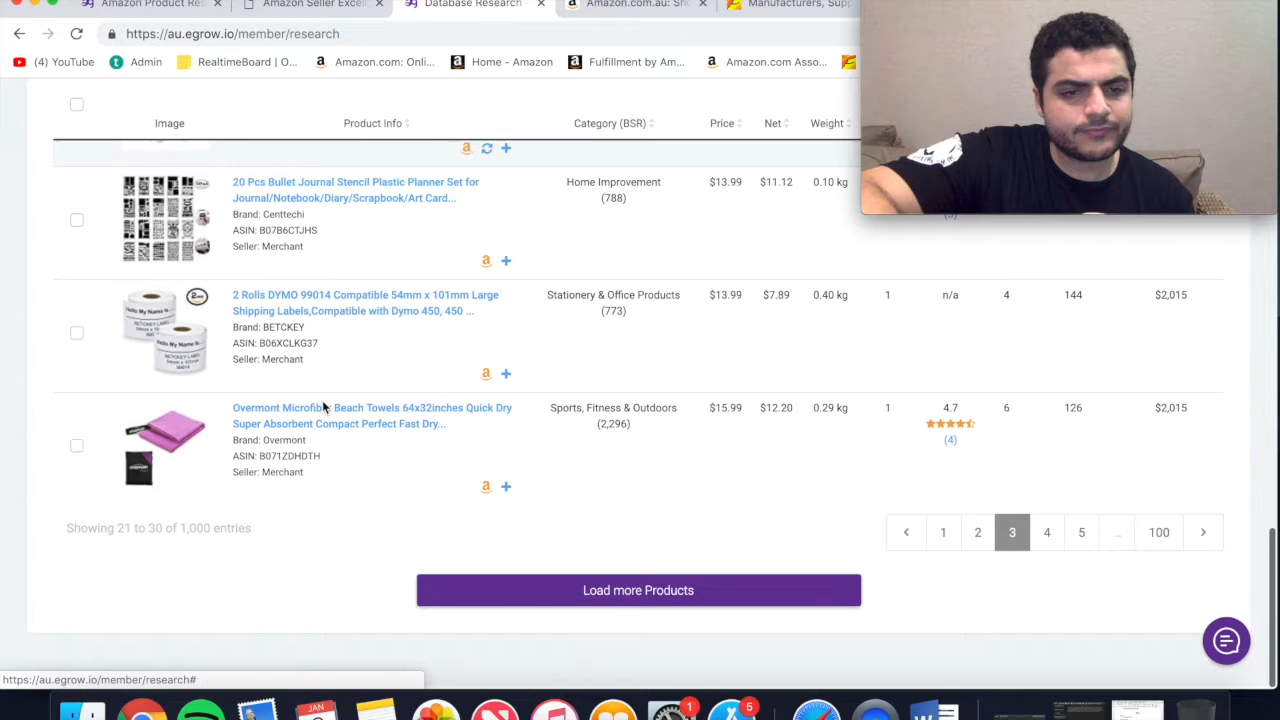 Amazon Product Re
Amazon Seller Excel
Database Research
Amazon.com.au: Sho
Manufacturers, Supp
https://au.egrow.io/member/research
(4) YouTube
Admin
RealtimeBoard | O...
Amazon.com: Onli...
Home - Amazon
Fulfillment by Am...
Amazon.com Asso...
Image
Product Info
Category (BSR)
Price
Net
Weight
20 Pcs Bullet Journal Stencil Plastic Planner Set for
Journal/Notebook/Diary/Scrapbook/Art Card...
Brand: Centtechi
ASIN: B07B6CTJHS
Seller: Merchant
Home Improvement
(788)
$13.99
$11.12
0.10 kg
2 Rolls DYMO 99014 Compatible 54mm x 101mm Large
Shipping Labels,Compatible with Dymo 450, 450 ...
Brand: BETCKEY
ASIN: B06XCLKG37
Seller: Merchant
Stationery & Office Products
(773)
$13.99
$7.89
0.40 kg
1
n/a
4
144
$2,015
Overmont Microfiber Beach Towels 64x32inches Quick Dry
Super Absorbent Compact Perfect Fast Dry...
Brand: Overmont
ASIN: B071ZDHDTH
Seller: Merchant
Sports, Fitness & Outdoors
(2,296)
$15.99
$12.20
0.29 kg
1
4.7
(4)
6
126
$2,015
Showing 21 to 30 of 1,000 entries
1
2
3
4
5
...
100
Load more Products
https://au.egrow.io/member/research#
JAN
1
5
W